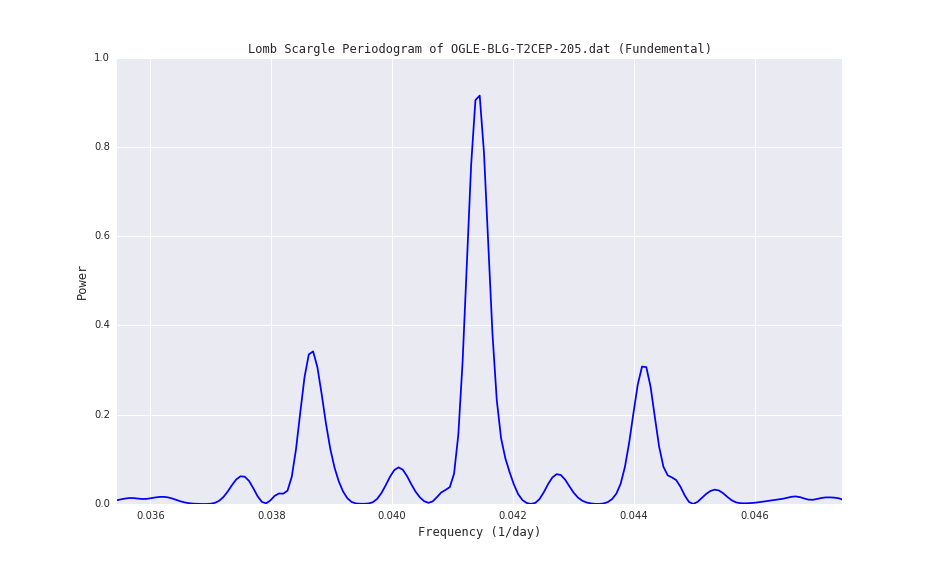 Lomb Scargle Periodogram of OGLE-BLG-T2CEP-205.dat (Fundemental)
1.0
0.8
0.6
0.4
0.2
0.0
Power
0.036 0.038 0.040 0.042 0.044 0.046
Frequency (1/day)